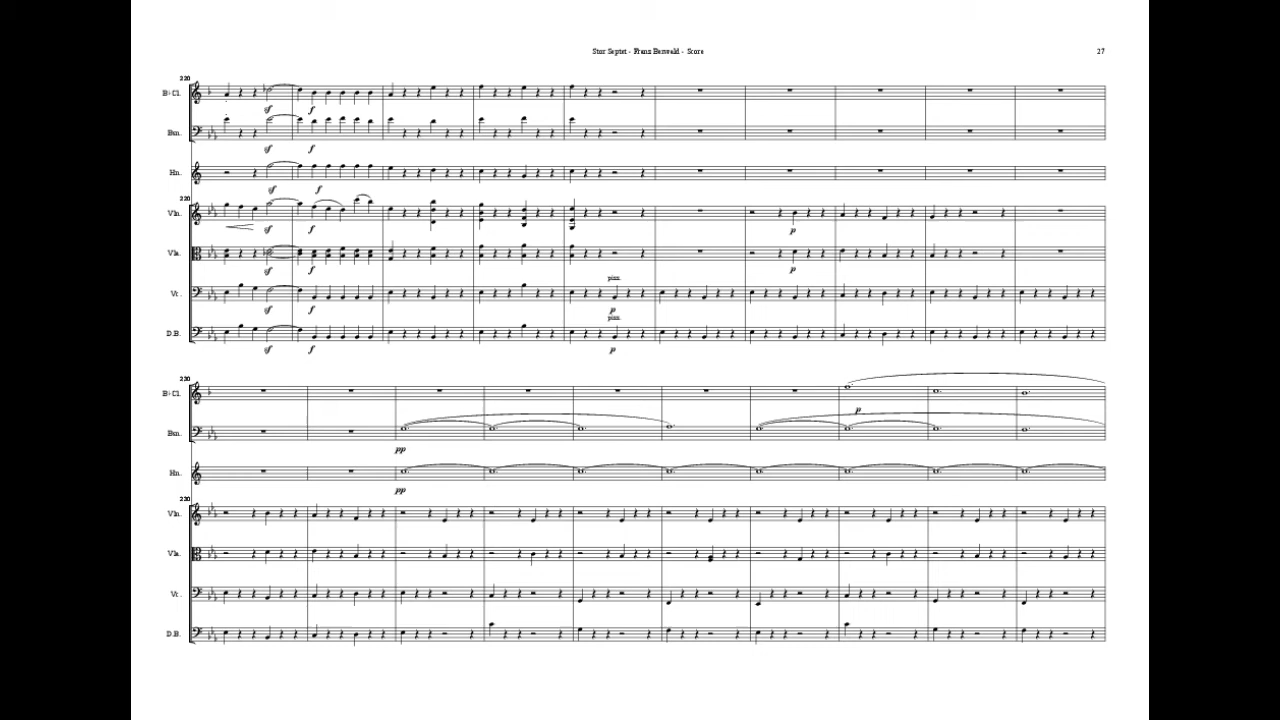 Stor Septet - Franz Berwald - Score
27
220
B♭Cl.
sf f
Bsn.
sf f
Hn.
sf f
220
Vln.
sf f p
Vla.
sf f p
pizz.
Vc.
sf f p
pizz.
D.B.
sf f p
230
B♭Cl.
p
Bsn.
pp
Hn.
pp
230
Vln.
Vla.
Vc.
D.B.